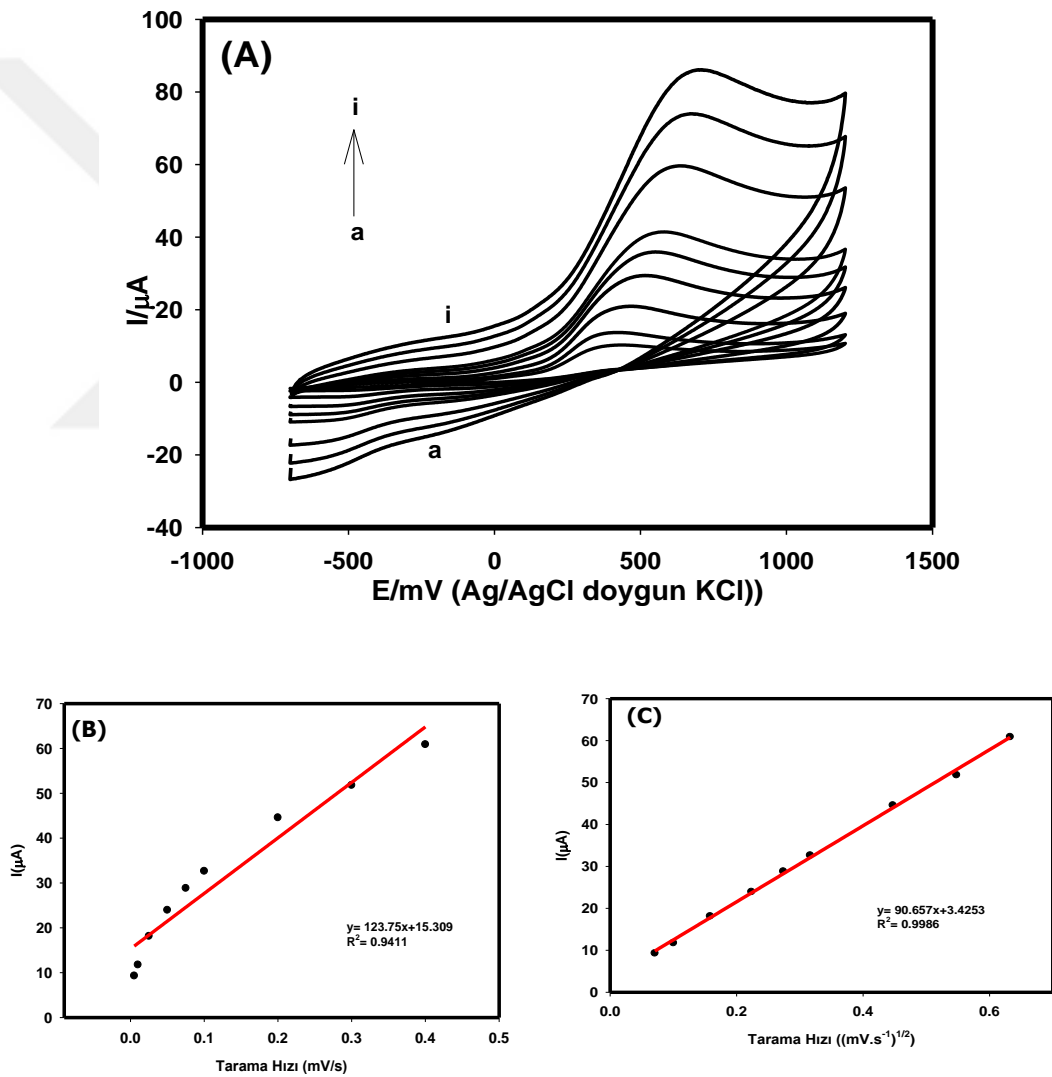 (A)
100
80
60
40
20
0
-20
-40
I/µA
i
a
i
a
-1000 -500 0 500 1000 1500
E/mV (Ag/AgCl doygun KCl))
(B)
70
60
50
40
30
20
10
0
I(µA)
y= 123.75x+15.309
R²= 0.9411
0.0 0.1 0.2 0.3 0.4 0.5
Tarama Hızı (mV/s)
(C)
70
60
50
40
30
20
10
0
I(µA)
y= 90.657x+3.4253
R²= 0.9986
0.0 0.2 0.4 0.6
Tarama Hızı ((mV.s⁻¹)¹/²)